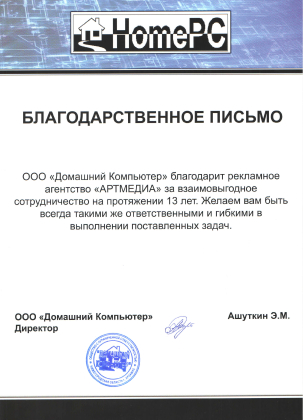 HomePC
БЛАГОДАРСТВЕННОЕ ПИСЬМО
ООО «Домашний Компьютер» благодарит рекламное
агентство «АРТМЕДИА» за взаимовыгодное
сотрудничество на протяжении 13 лет. Желаем вам быть
всегда такими же ответственными и гибкими в
выполнении поставленных задач.
ООО «Домашний Компьютер» Ашуткин Э.М.
Директор